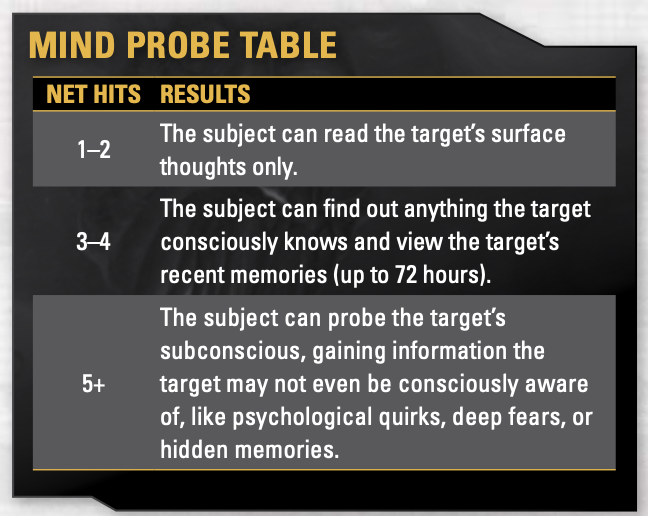 MIND PROBE TABLE
NET HITS RESULTS
1–2 The subject can read the target’s surface
thoughts only.
3–4 The subject can find out anything the target
consciously knows and view the target’s
recent memories (up to 72 hours).
5+ The subject can probe the target’s
subconscious, gaining information the
target may not even be consciously aware
of, like psychological quirks, deep fears, or
hidden memories.